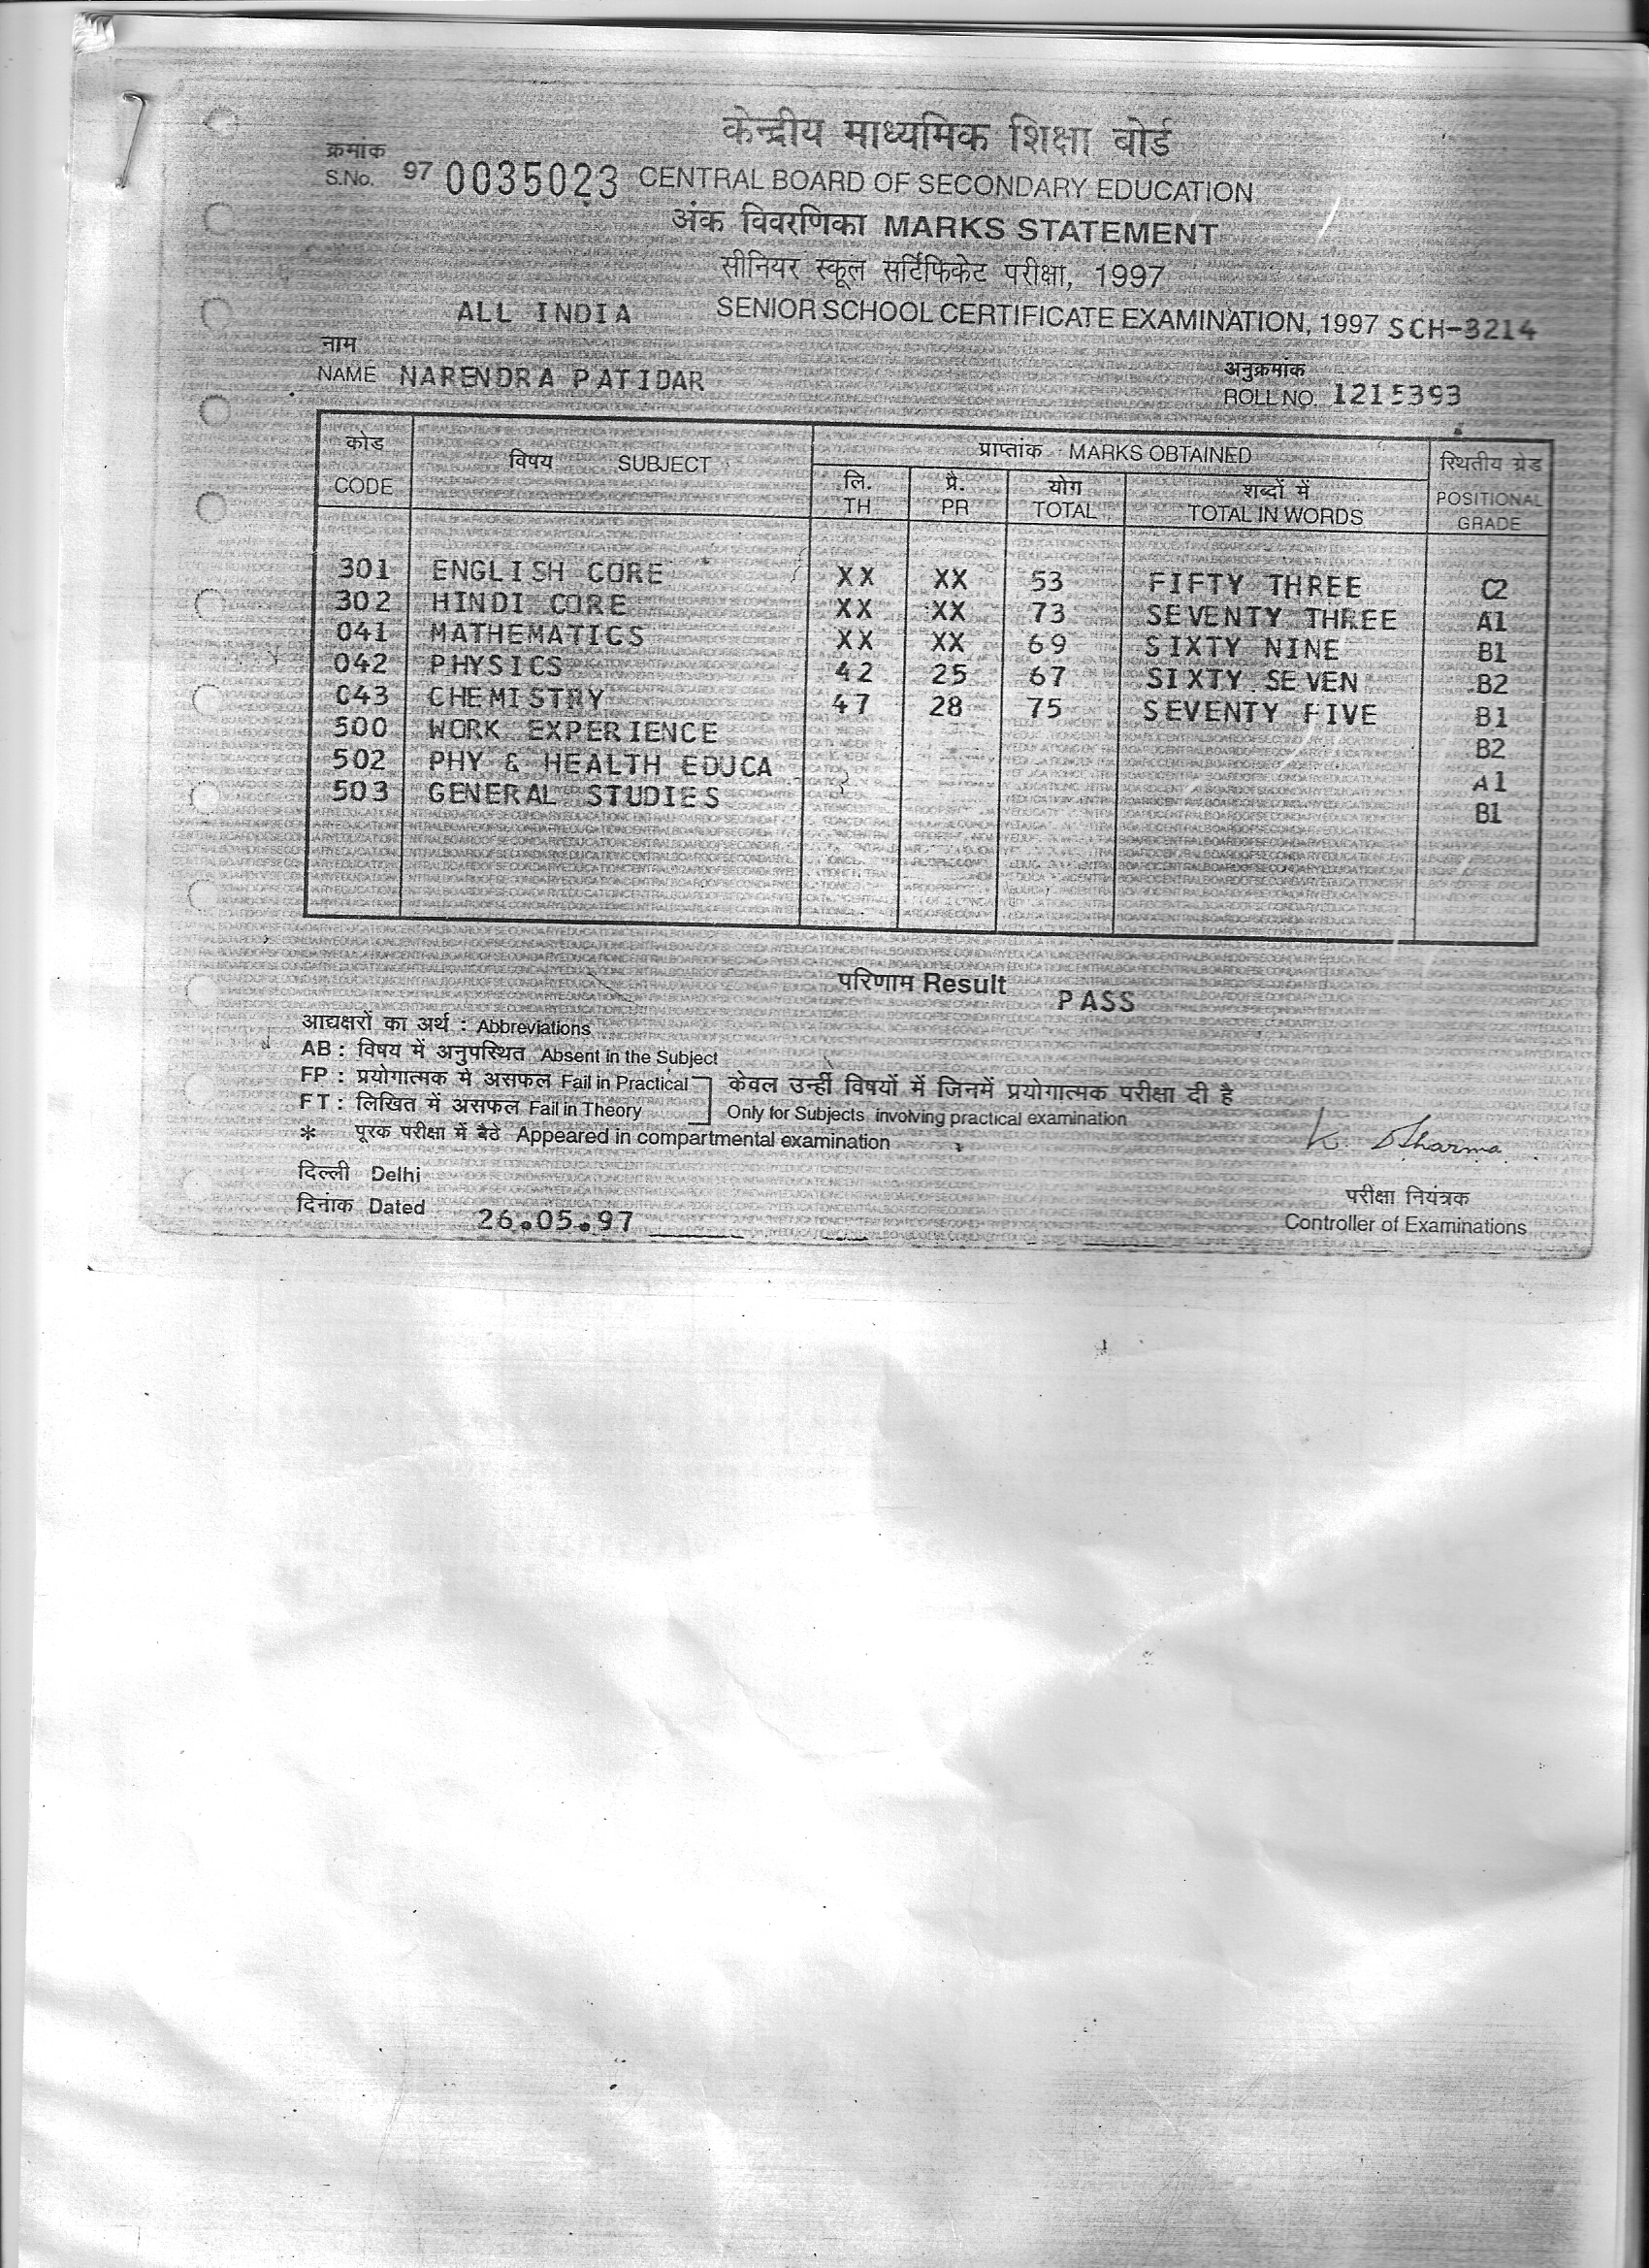 केन्द्रीय माध्यमिक शिक्षा बोर्ड
क्रमांक
S.No. 97 0035023 CENTRAL BOARD OF SECONDARY EDUCATION
अंक विवरणिका MARKS STATEMENT
सीनियर स्कूल सर्टिफिकेट परीक्षा, 1997
ALL INDIA SENIOR SCHOOL CERTIFICATE EXAMINATION, 1997 SCH-3214
नाम अनुक्रमांक
NAME NARENDRA PATIDAR ROLL NO. 1215393
कोड विषय SUBJECT प्राप्तांक MARKS OBTAINED स्थितीय ग्रेड
CODE लि. प्रै. योग शब्दों में POSITIONAL
TH PR TOTAL TOTAL IN WORDS GRADE
301 ENGLISH CORE XX XX 53 FIFTY THREE C2
302 HINDI CORE XX XX 73 SEVENTY THREE A1
041 MATHEMATICS XX XX 69 SIXTY NINE B1
042 PHYSICS 42 25 67 SIXTY SEVEN B2
043 CHEMISTRY 47 28 75 SEVENTY FIVE B1
500 WORK EXPERIENCE B2
502 PHY & HEALTH EDUCA A1
503 GENERAL STUDIES B1
परिणाम Result PASS
आद्यक्षरों का अर्थ : Abbreviations
AB : विषय में अनुपस्थित Absent in the Subject
FP : प्रयोगात्मक में असफल Fail in Practical केवल उन्हीं विषयों में जिनमें प्रयोगात्मक परीक्षा दी है
FT : लिखित में असफल Fail in Theory Only for Subjects involving practical examination
* पूरक परीक्षा में बैठे Appeared in compartmental examination
K. Sharma
दिल्ली Delhi
दिनांक Dated 26.05.97
परीक्षा नियंत्रक
Controller of Examinations